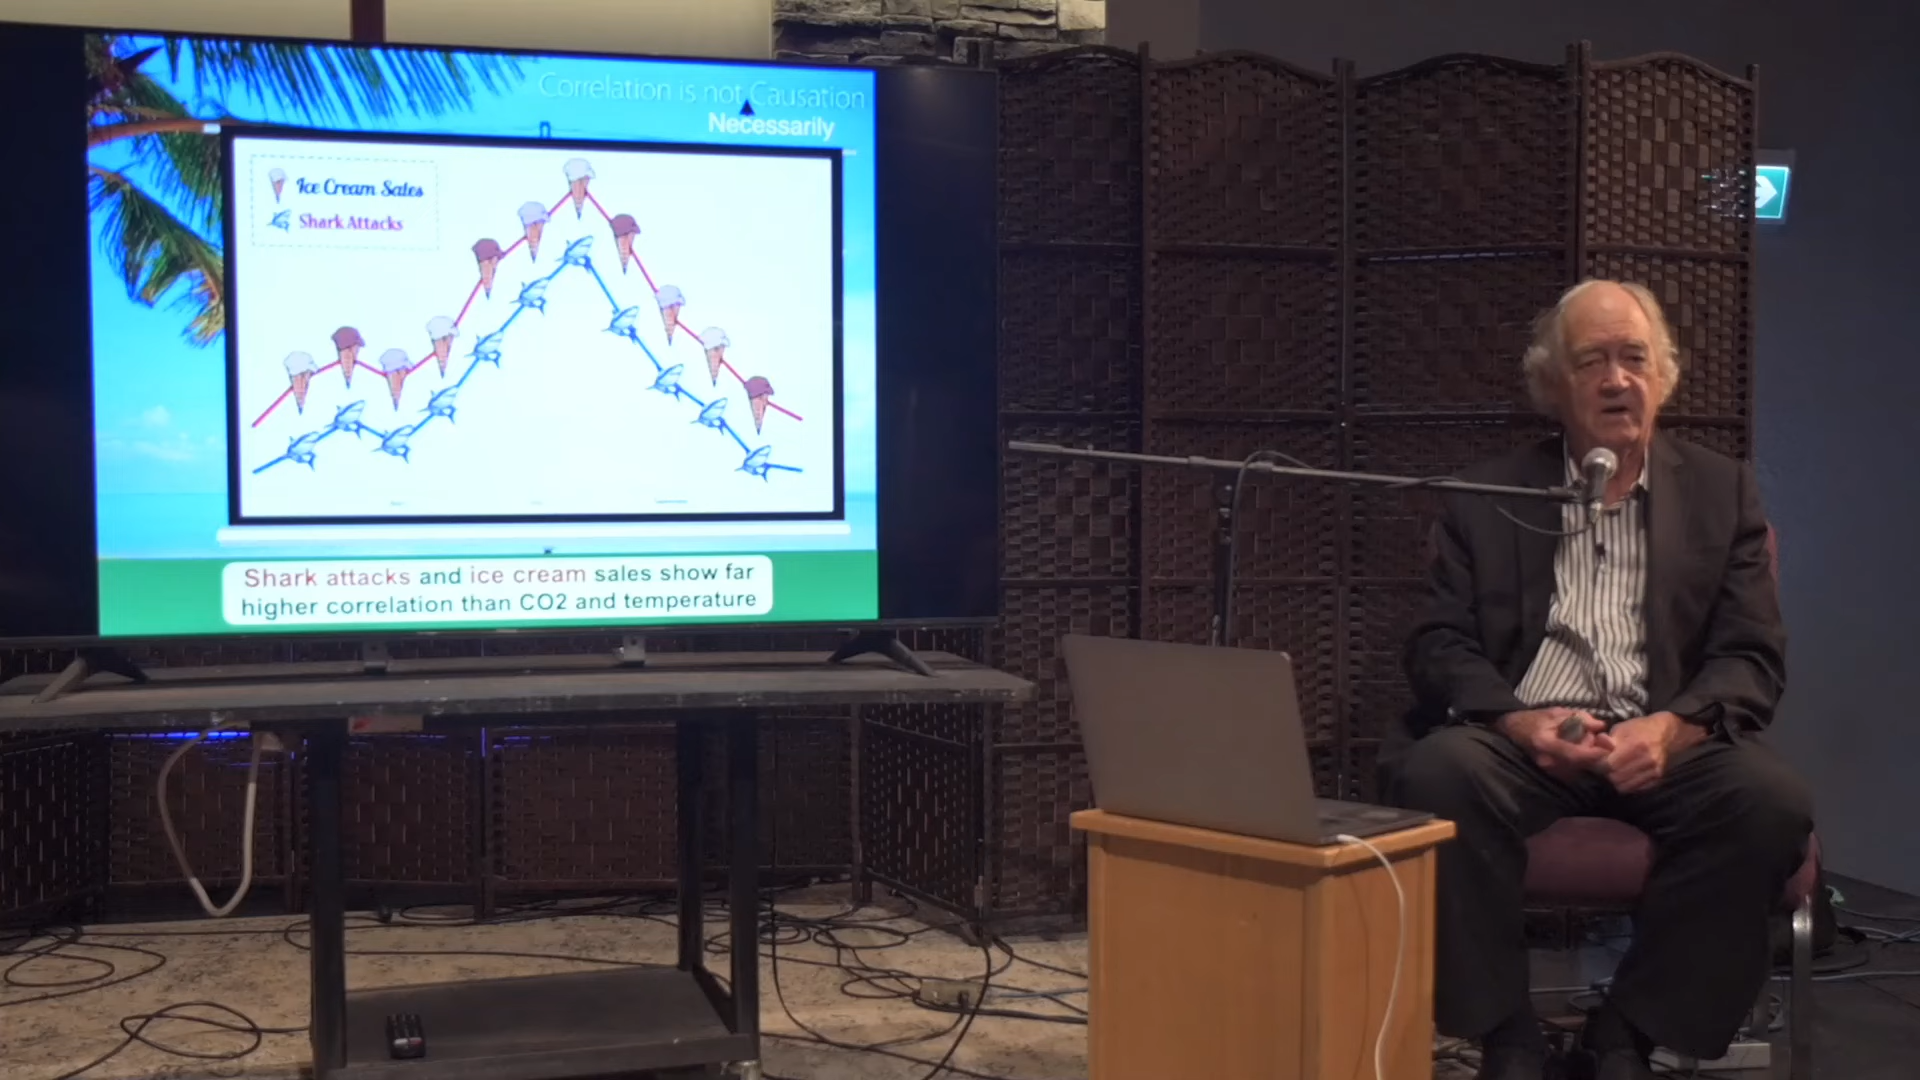 Correlation is not Causation
Necessarily
Ice Cream Sales
Shark Attacks
Shark attacks and ice cream sales show far
higher correlation than CO2 and temperature